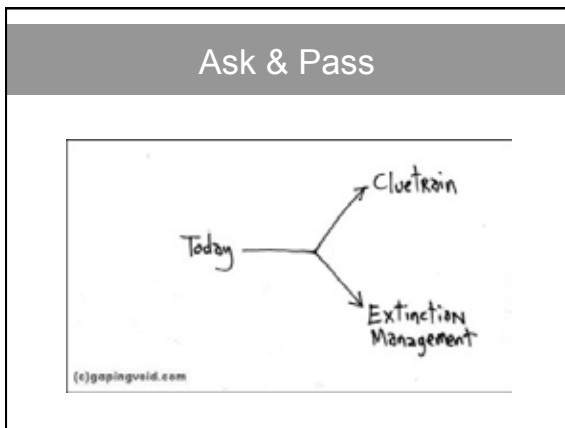 Ask & Pass
Cluetrain
Today
Extinction
Management
(c)gapingvoid.com